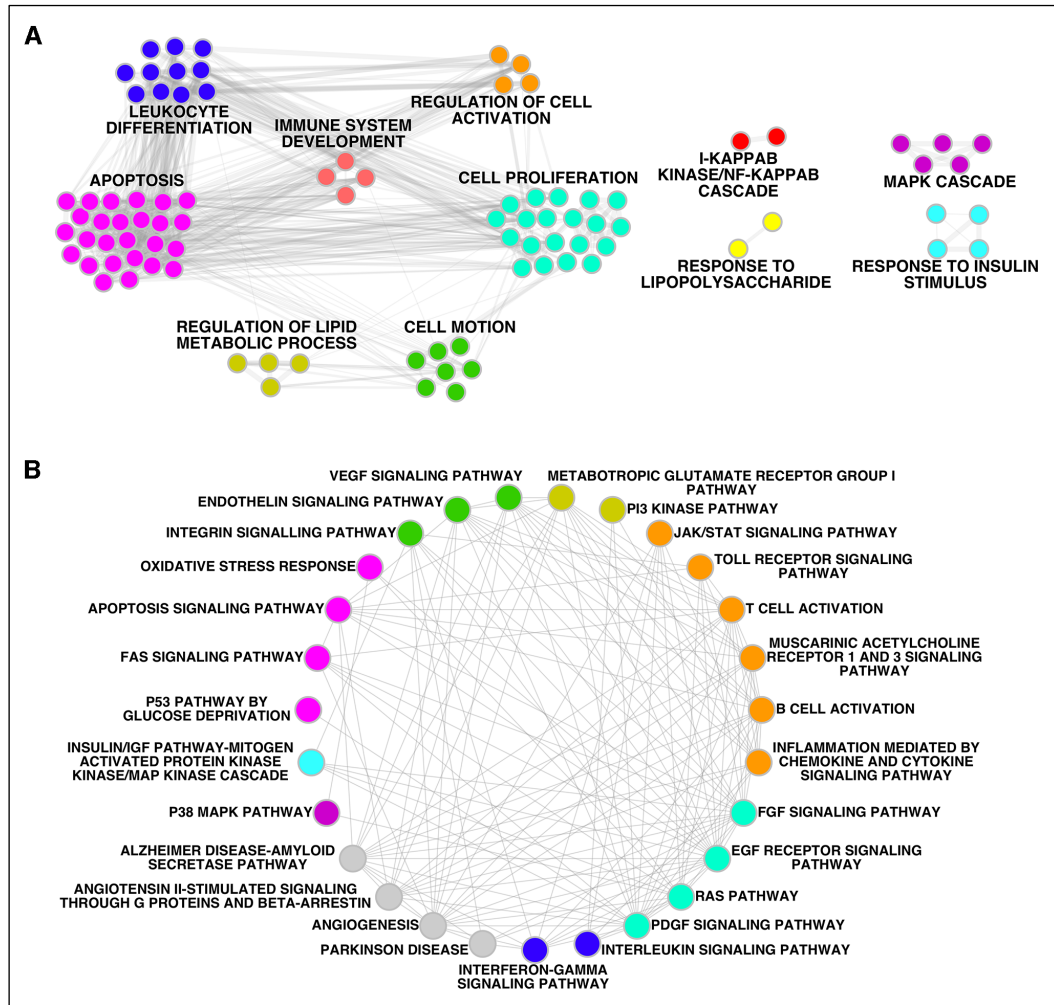 A
LEUKOCYTE
DIFFERENTIATION
REGULATION OF CELL
ACTIVATION
IMMUNE SYSTEM
DEVELOPMENT
APOPTOSIS
CELL PROLIFERATION
I-KAPPAB
KINASE/NF-KAPPAB
CASCADE
MAPK CASCADE
RESPONSE TO
LIPOPOLYSACCHARIDE
RESPONSE TO INSULIN
STIMULUS
REGULATION OF LIPID
METABOLIC PROCESS
CELL MOTION
B
VEGF SIGNALING PATHWAY
METABOTROPIC GLUTAMATE RECEPTOR GROUP I
PATHWAY
ENDOTHELIN SIGNALING PATHWAY
PI3 KINASE PATHWAY
INTEGRIN SIGNALLING PATHWAY
JAK/STAT SIGNALING PATHWAY
OXIDATIVE STRESS RESPONSE
TOLL RECEPTOR SIGNALING
PATHWAY
APOPTOSIS SIGNALING PATHWAY
T CELL ACTIVATION
FAS SIGNALING PATHWAY
MUSCARINIC ACETYLCHOLINE
RECEPTOR 1 AND 3 SIGNALING
PATHWAY
P53 PATHWAY BY
GLUCOSE DEPRIVATION
B CELL ACTIVATION
INSULIN/IGF PATHWAY-MITOGEN
ACTIVATED PROTEIN KINASE
KINASE/MAP KINASE CASCADE
INFLAMMATION MEDIATED BY
CHEMOKINE AND CYTOKINE
SIGNALING PATHWAY
P38 MAPK PATHWAY
FGF SIGNALING PATHWAY
ALZHEIMER DISEASE-AMYLOID
SECRETASE PATHWAY
EGF RECEPTOR SIGNALING
PATHWAY
ANGIOTENSIN II-STIMULATED SIGNALING
THROUGH G PROTEINS AND BETA-ARRESTIN
RAS PATHWAY
ANGIOGENESIS
PDGF SIGNALING PATHWAY
PARKINSON DISEASE
INTERLEUKIN SIGNALING PATHWAY
INTERFERON-GAMMA
SIGNALING PATHWAY